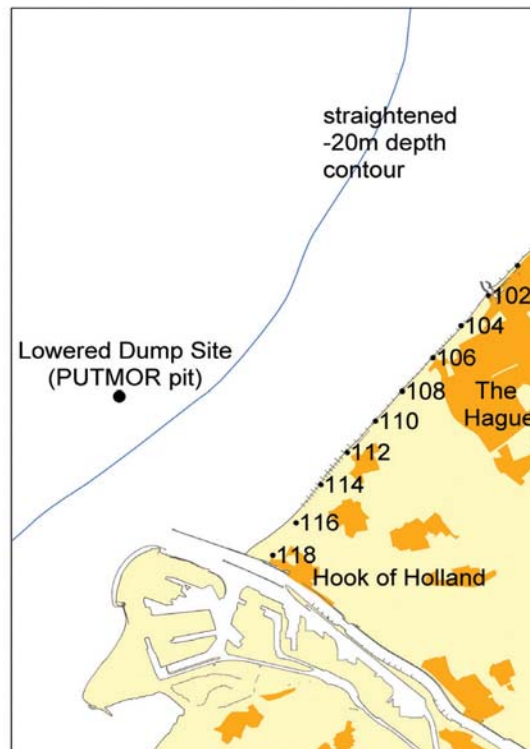 straightened
-20m depth
contour
102
104
Lowered Dump Site
(PUTMOR pit)
106
108
The
Hague
110
112
114
116
118
Hook of Holland